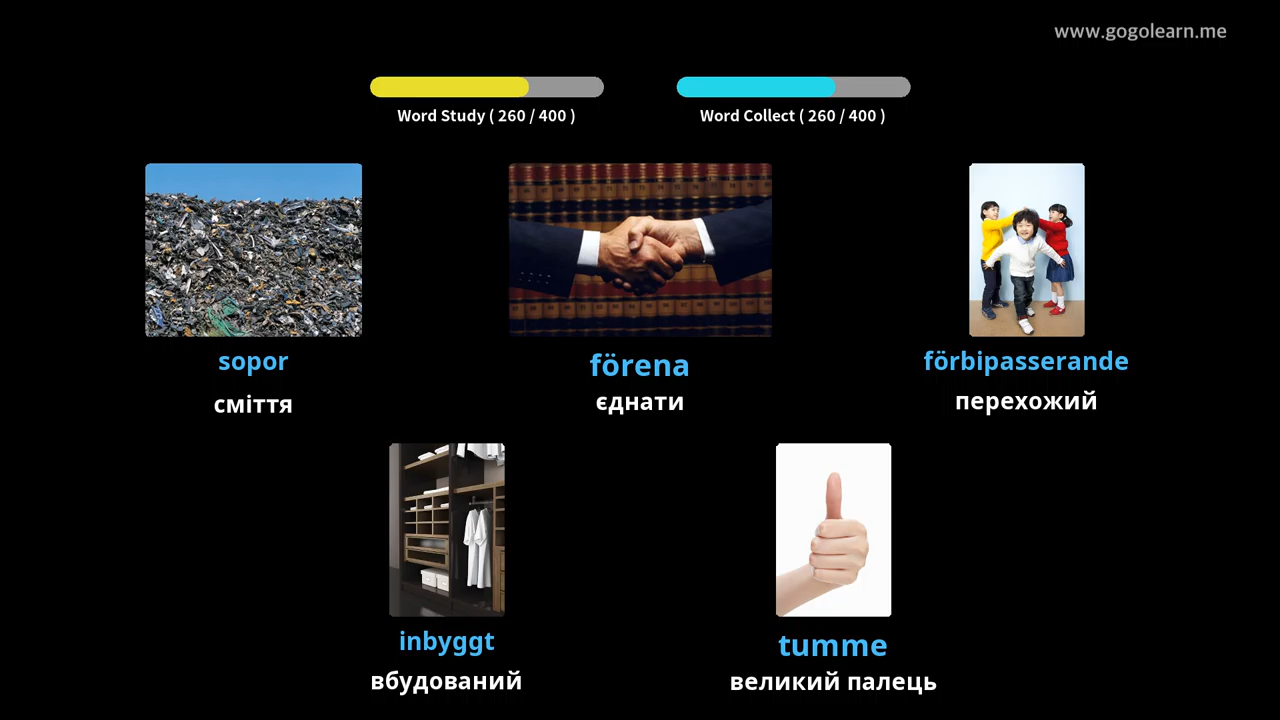 www.gogolearn.me
Word Study ( 260 / 400 )
Word Collect ( 260 / 400 )
sopor
сміття
förena
єднати
förbipasserande
перехожий
inbyggt
вбудований
tumme
великий палець